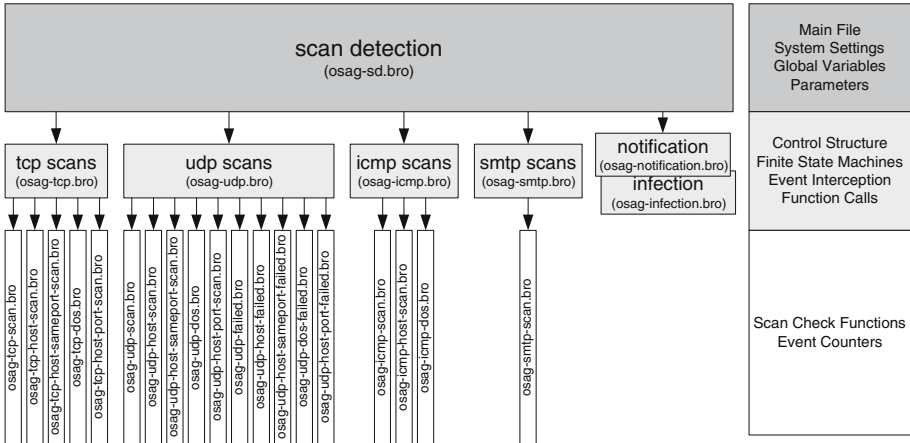 scan detection
(osag-sd.bro)
Main File
System Settings
Global Variables
Parameters
tcp scans
(osag-tcp.bro)
udp scans
(osag-udp.bro)
icmp scans
(osag-icmp.bro)
smtp scans
(osag-smtp.bro)
notification
(osag-notification.bro)
infection
(osag-infection.bro)
Control Structure
Finite State Machines
Event Interception
Function Calls
osag-tcp-scan.bro
osag-tcp-host-scan.bro
osag-tcp-host-sameport-scan.bro
osag-tcp-dos.bro
osag-tcp-host-port-scan.bro
osag-udp-scan.bro
osag-udp-host-scan.bro
osag-udp-host-sameport-scan.bro
osag-udp-dos.bro
osag-udp-host-port-scan.bro
osag-udp-failed.bro
osag-udp-host-failed.bro
osag-udp-host-sameport-failed.bro
osag-udp-dos-failed.bro
osag-udp-host-port-failed.bro
osag-icmp-scan.bro
osag-icmp-host-scan.bro
osag-icmp-dos.bro
osag-smtp-scan.bro
Scan Check Functions
Event Counters